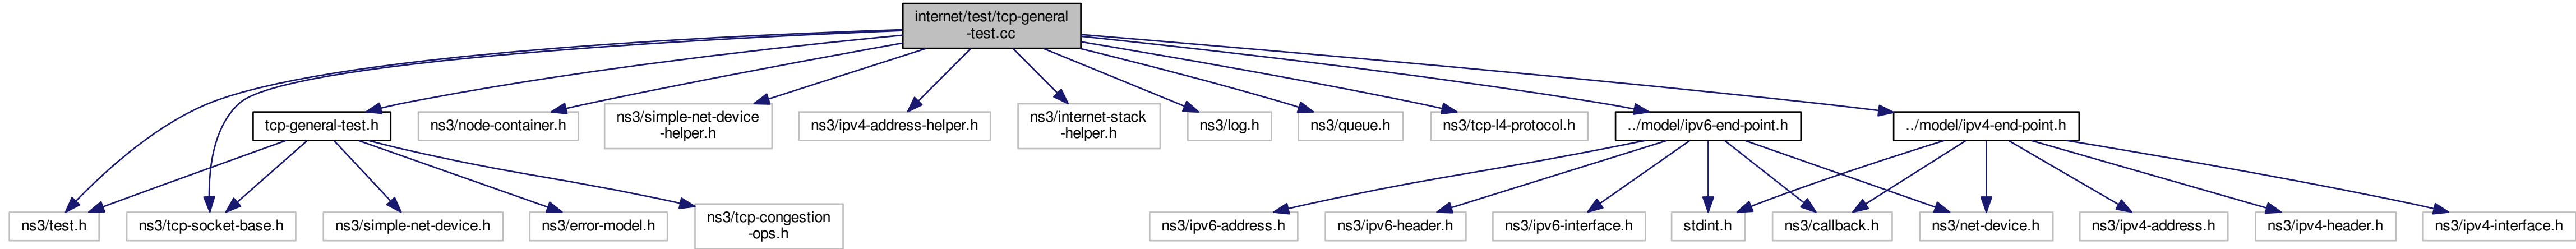 internet/test/tcp-general
-test.cc
tcp-general-test.h
ns3/node-container.h
ns3/simple-net-device
-helper.h
ns3/ipv4-address-helper.h
ns3/internet-stack
-helper.h
ns3/log.h
ns3/queue.h
ns3/tcp-l4-protocol.h
../model/ipv6-end-point.h
../model/ipv4-end-point.h
ns3/test.h
ns3/tcp-socket-base.h
ns3/simple-net-device.h
ns3/error-model.h
ns3/tcp-congestion
-ops.h
ns3/ipv6-address.h
ns3/ipv6-header.h
ns3/ipv6-interface.h
stdint.h
ns3/callback.h
ns3/net-device.h
ns3/ipv4-address.h
ns3/ipv4-header.h
ns3/ipv4-interface.h